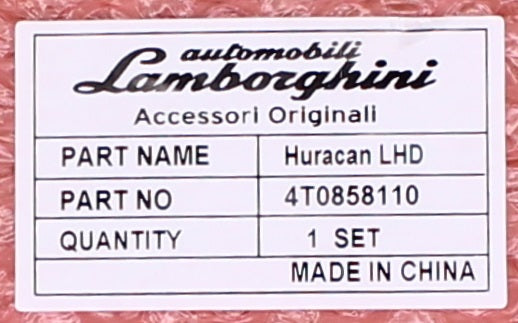 automobili
Lamborghini
Accessori Originali
PART NAME Huracan LHD
PART NO 4T0858110
QUANTITY 1 SET
MADE IN CHINA